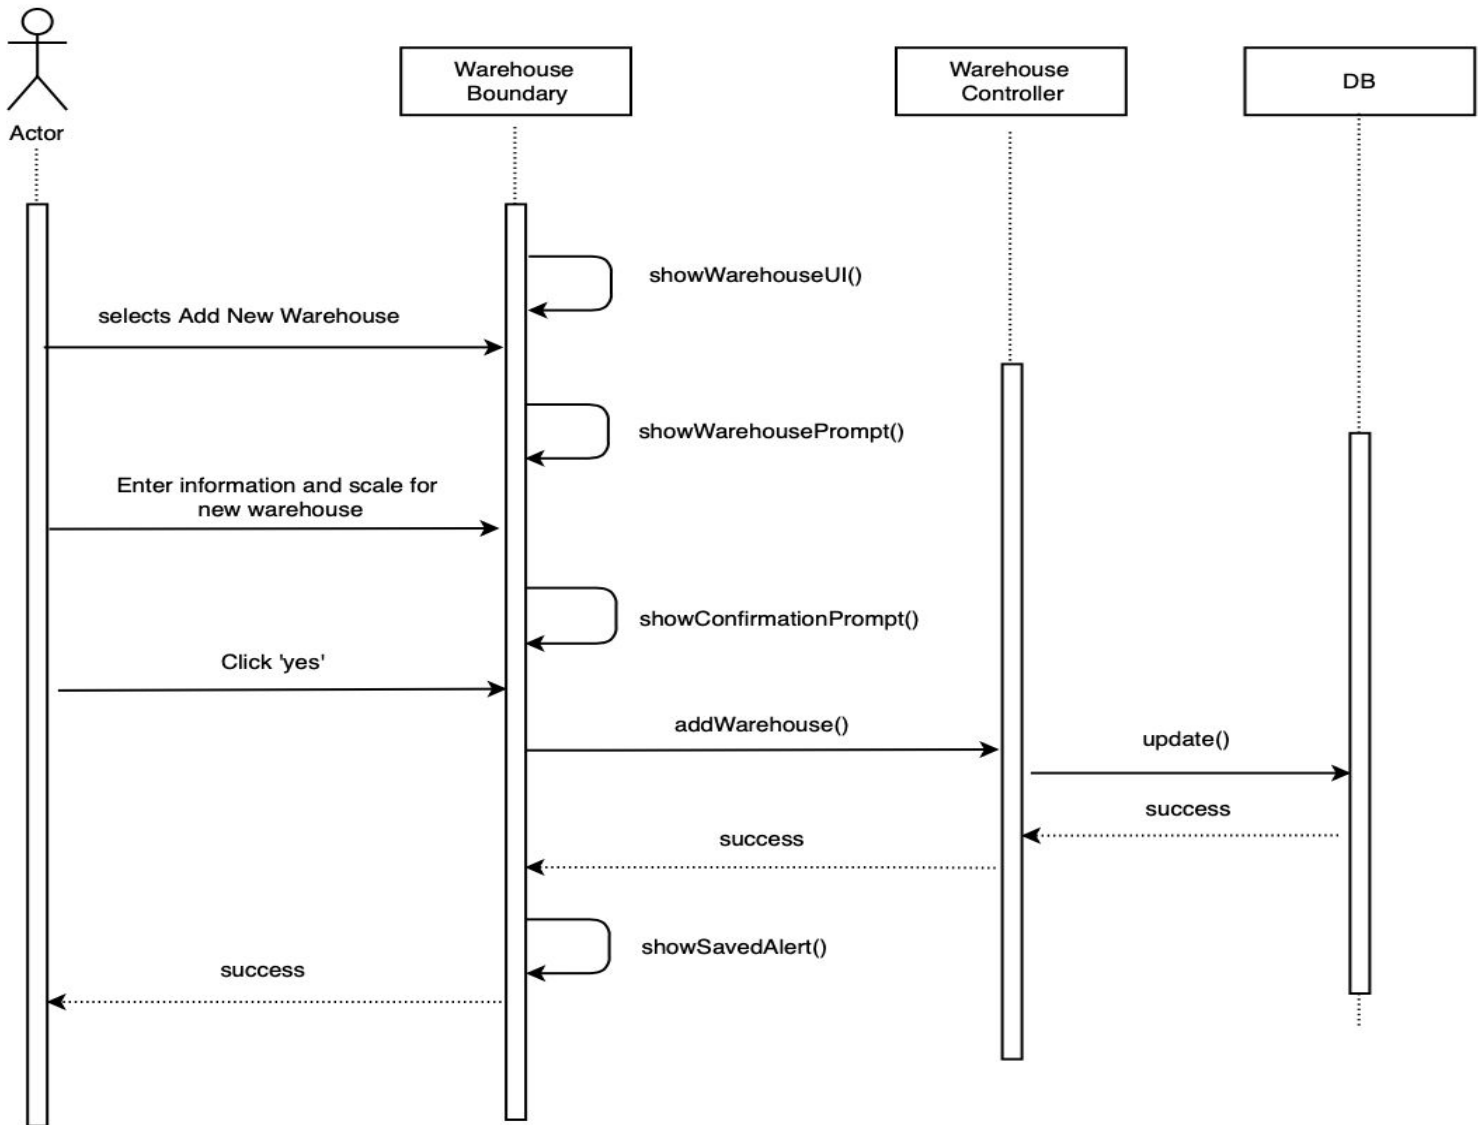 Actor
Warehouse
Boundary
Warehouse
Controller
DB
showWarehouseUI()
selects Add New Warehouse
showWarehousePrompt()
Enter information and scale for
new warehouse
showConfirmationPrompt()
Click 'yes'
addWarehouse()
update()
success
success
showSavedAlert()
success